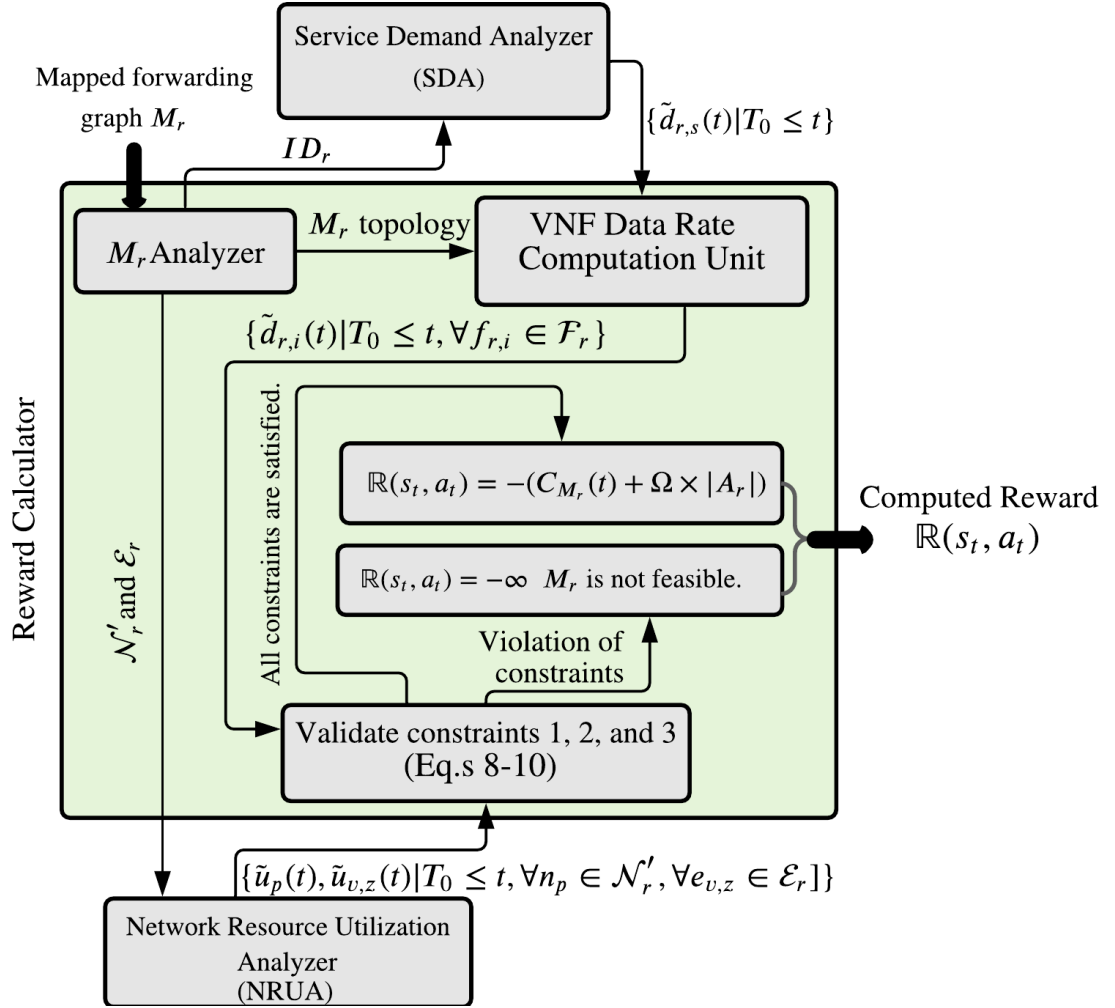 Service Demand Analyzer
(SDA)
Mapped forwarding
graph M_r
{d̃_{r,s}(t)|T_0 ≤ t}
ID_r
M_r Analyzer
M_r topology
VNF Data Rate
Computation Unit
{d̃_{r,i}(t)|T_0 ≤ t, ∀f_{r,i} ∈ ℱ_r}
Reward Calculator
𝒩′_r and ℰ_r
All constraints are satisfied.
ℝ(s_t, a_t) = −(C_{M_r}(t) + Ω × |A_r|)
ℝ(s_t, a_t) = −∞ M_r is not feasible.
Computed Reward
ℝ(s_t, a_t)
Violation of
constraints
Validate constraints 1, 2, and 3
(Eq.s 8-10)
{ũ_p(t), ũ_{v,z}(t)|T_0 ≤ t, ∀n_p ∈ 𝒩′_r, ∀e_{v,z} ∈ ℰ_r]}
Network Resource Utilization
Analyzer
(NRUA)